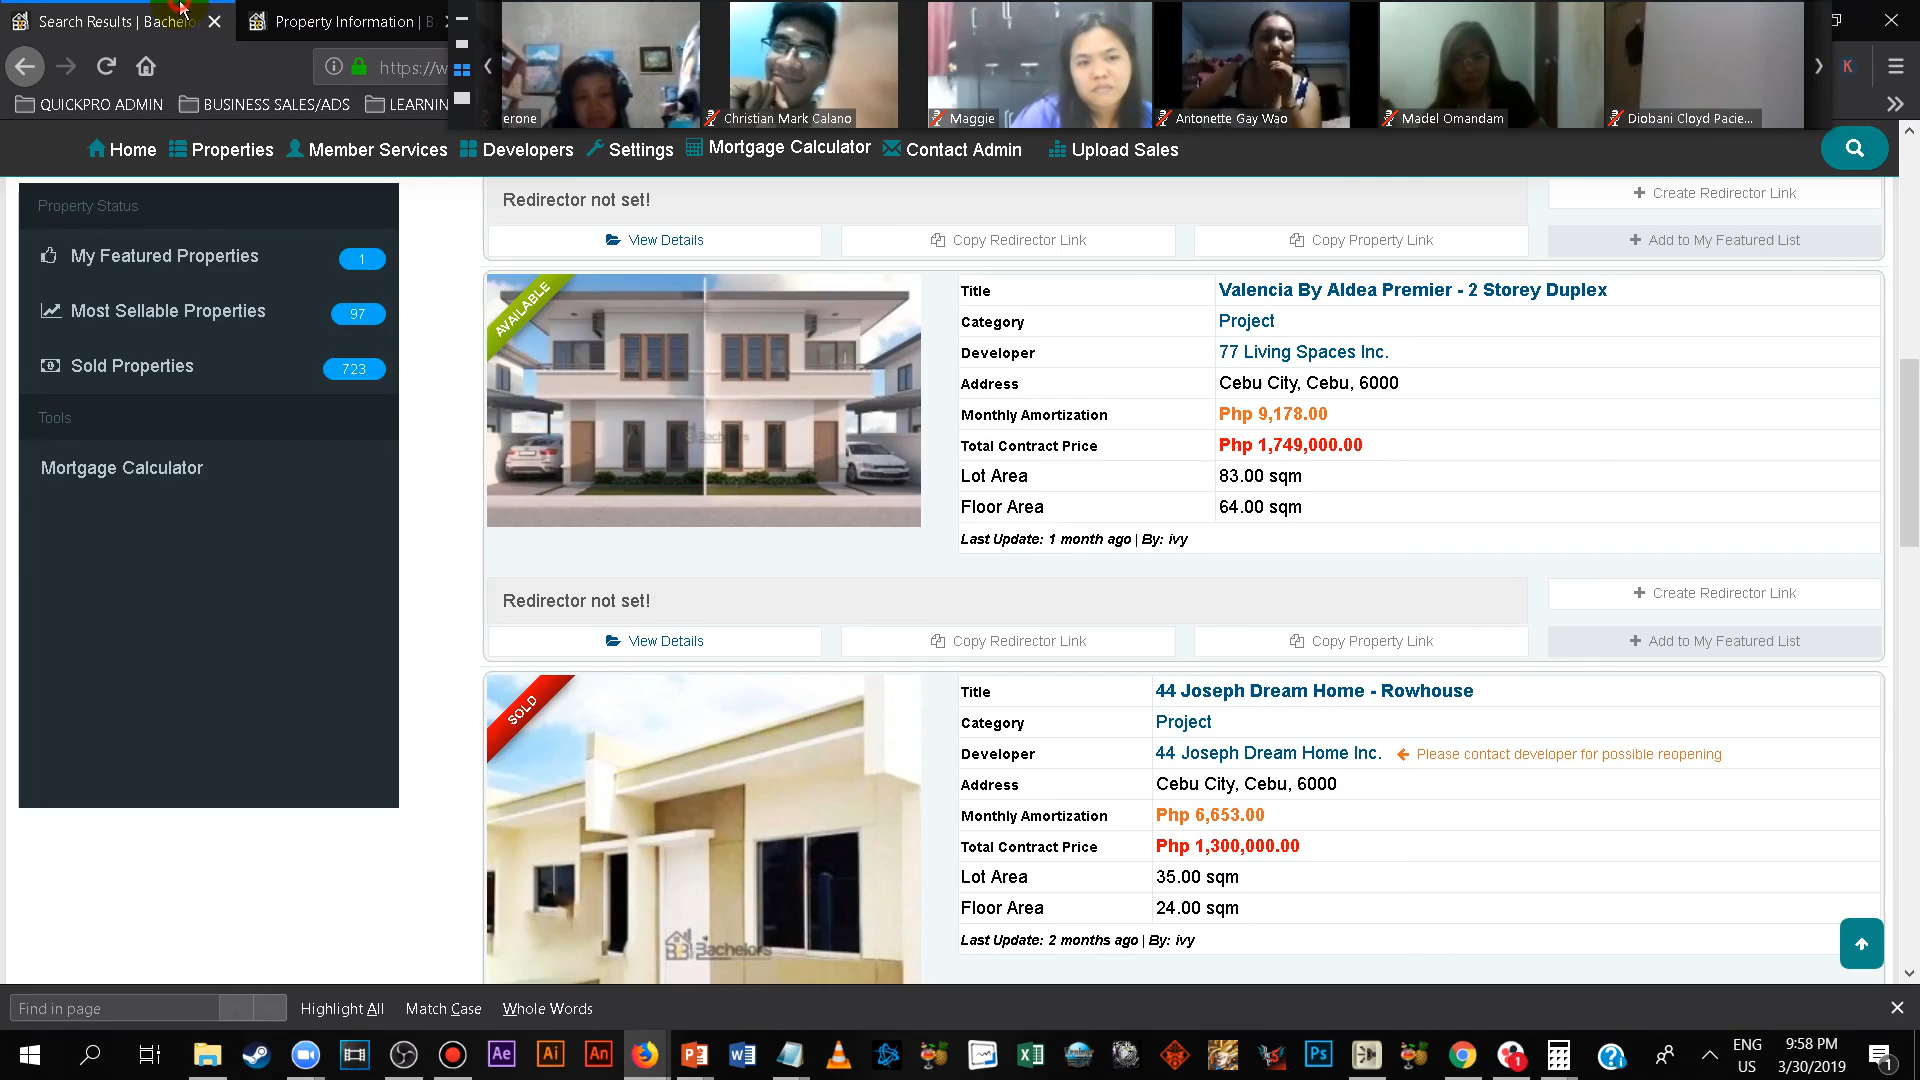 Search Results | Bachelo
Property Information | B
https://w
K
QUICKPRO ADMIN
BUSINESS SALES/ADS
LEARNIN
erone
Christian Mark Calano
Maggie
Antonette Gay Wao
Madel Omandam
Diobani Cloyd Pacie...
Home
Properties
Member Services
Developers
Settings
Mortgage Calculator
Contact Admin
Upload Sales
Property Status
My Featured Properties 1
Most Sellable Properties 97
Sold Properties 723
Tools
Mortgage Calculator
Redirector not set!
Create Redirector Link
View Details
Copy Redirector Link
Copy Property Link
Add to My Featured List
AVAILABLE
Bachelors
Title Valencia By Aldea Premier - 2 Storey Duplex
Category Project
Developer 77 Living Spaces Inc.
Address Cebu City, Cebu, 6000
Monthly Amortization Php 9,178.00
Total Contract Price Php 1,749,000.00
Lot Area 83.00 sqm
Floor Area 64.00 sqm
Last Update: 1 month ago | By: ivy
Redirector not set!
Create Redirector Link
View Details
Copy Redirector Link
Copy Property Link
Add to My Featured List
SOLD
Bachelors
Title 44 Joseph Dream Home - Rowhouse
Category Project
Developer 44 Joseph Dream Home Inc. Please contact developer for possible reopening
Address Cebu City, Cebu, 6000
Monthly Amortization Php 6,653.00
Total Contract Price Php 1,300,000.00
Lot Area 35.00 sqm
Floor Area 24.00 sqm
Last Update: 2 months ago | By: ivy
Find in page
Highlight All
Match Case
Whole Words
Ae
Ai
An
Ps
1
ENG
US
9:58 PM
3/30/2019
1